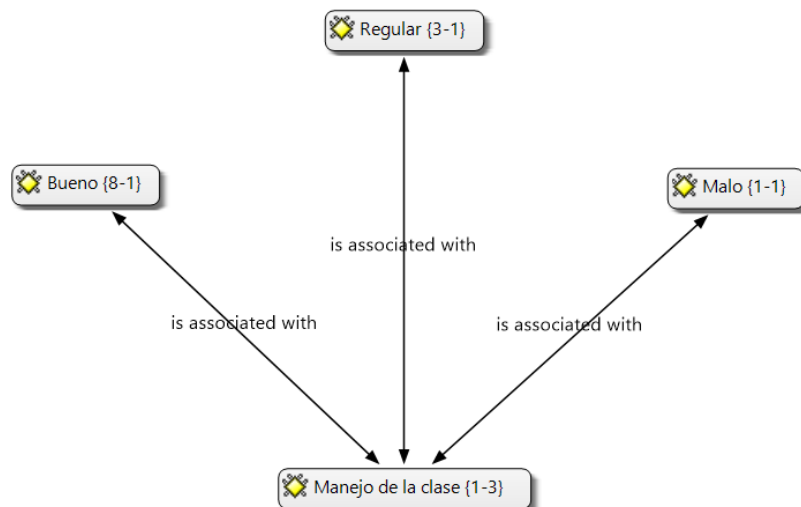 Regular {3-1}
Bueno {8-1}
Malo {1-1}
is associated with
is associated with
is associated with
Manejo de la clase {1-3}